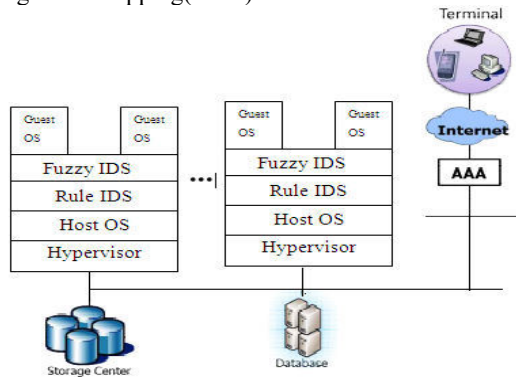 Terminal
Guest
OS
Guest
OS
Fuzzy IDS
Rule IDS
Host OS
Hypervisor
Guest
OS
Guest
OS
Fuzzy IDS
Rule IDS
Host OS
Hypervisor
Internet
AAA
Storage Center
Database